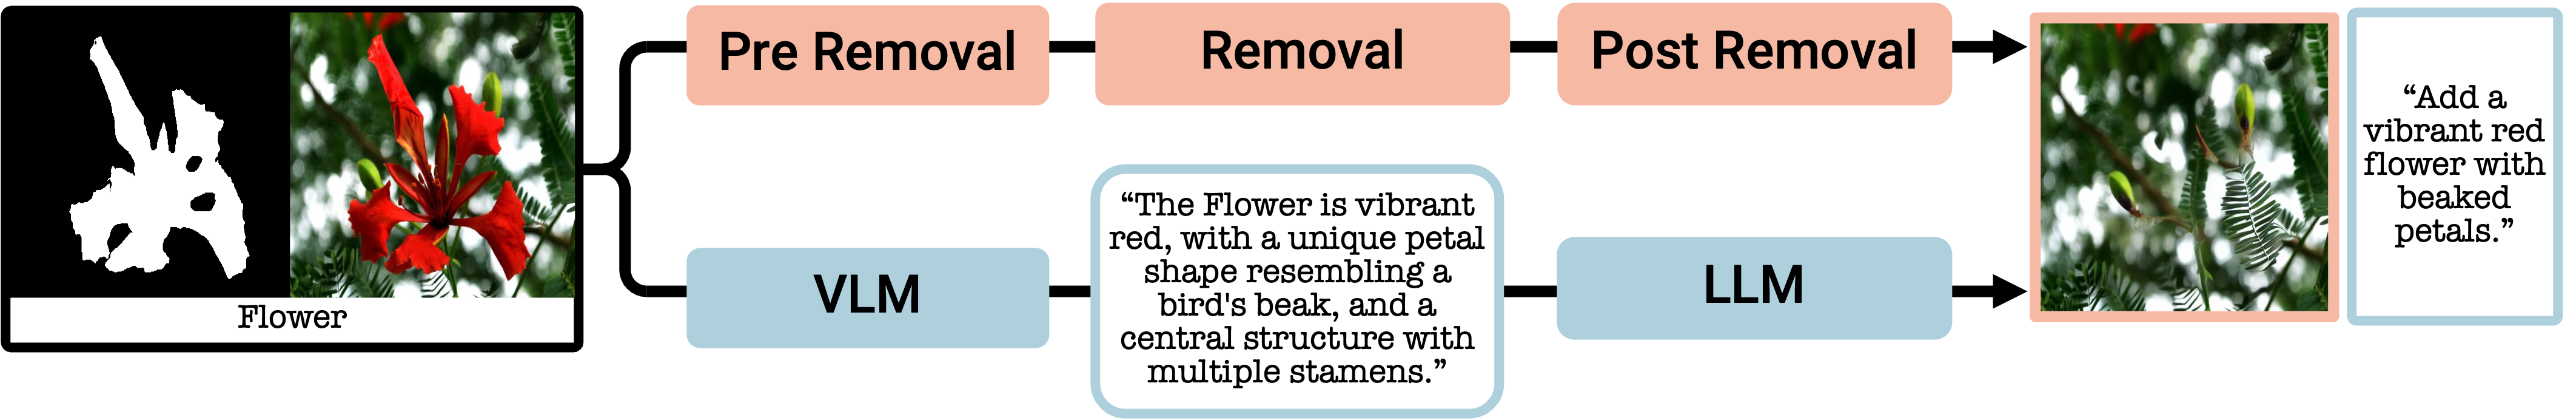 Flower
Pre Removal
Removal
Post Removal
VLM
“The Flower is vibrant
red, with a unique petal
shape resembling a
bird's beak, and a
central structure with
multiple stamens.”
LLM
“Add a
vibrant red
flower with
beaked
petals.”